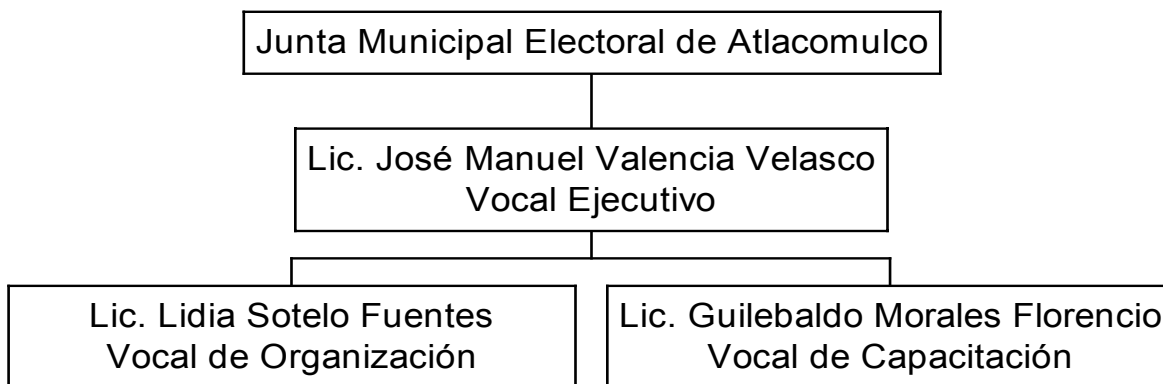 Junta Municipal Electoral de Atlacomulco
Lic. José Manuel Valencia Velasco
Vocal Ejecutivo
Lic. Lidia Sotelo Fuentes
Vocal de Organización
Lic. Guilebaldo Morales Florencio
Vocal de Capacitación